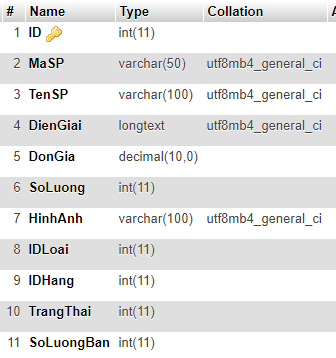 # Name Type Collation A
1 ID int(11)
2 MaSP varchar(50) utf8mb4_general_ci
3 TenSP varchar(100) utf8mb4_general_ci
4 DienGiai longtext utf8mb4_general_ci
5 DonGia decimal(10,0)
6 SoLuong int(11)
7 HinhAnh varchar(100) utf8mb4_general_ci
8 IDLoai int(11)
9 IDHang int(11)
10 TrangThai int(11)
11 SoLuongBan int(11)